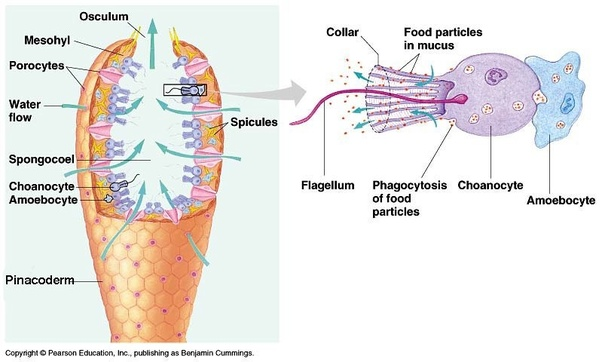 Osculum
Mesohyl
Porocytes
Water
flow
Spongocoel
Choanocyte
Amoebocyte
Pinacoderm
Spicules
Collar
Food particles
in mucus
Flagellum
Phagocytosis
of food
particles
Choanocyte
Amoebocyte
Copyright © Pearson Education, Inc., publishing as Benjamin Cummings.